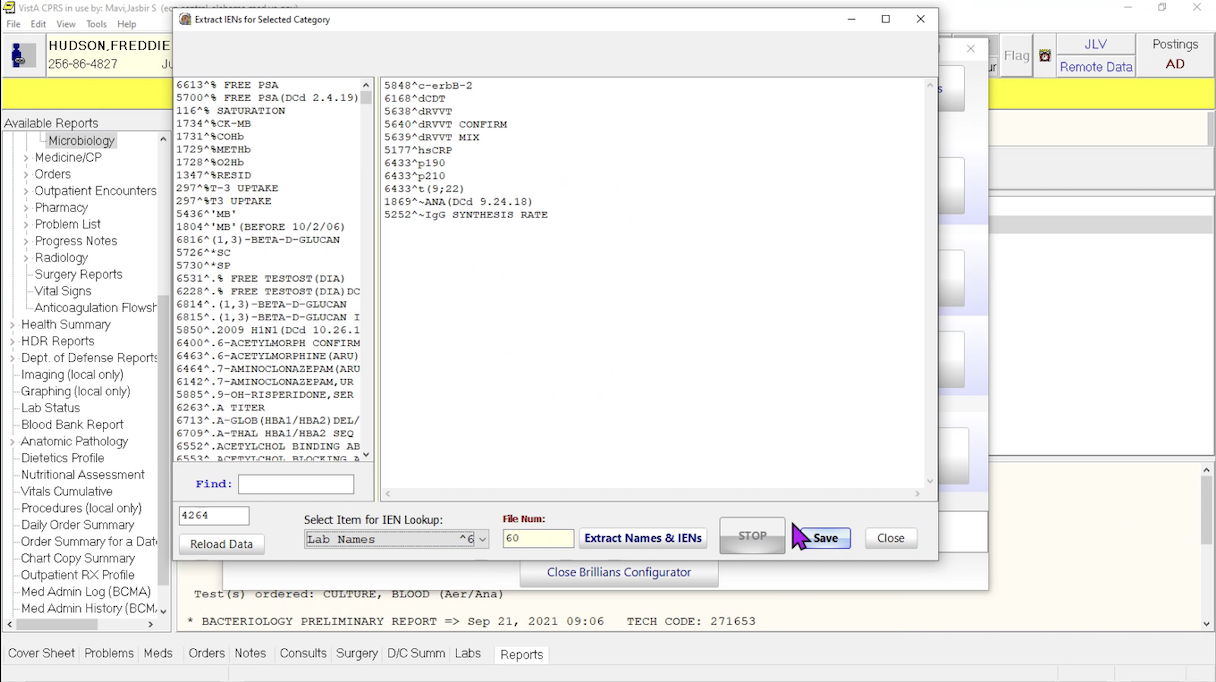 VistA CPRS in use by: Mavi,Jasbir S
File Edit View Tools Help
HUDSON,FREDDIE
256-86-4827
Extract IENs for Selected Category
Flag
JLV
Remote Data
Postings
AD
Available Reports
Microbiology
Medicine/CP
Orders
Outpatient Encounters
Pharmacy
Problem List
Progress Notes
Radiology
Surgery Reports
Vital Signs
Anticoagulation Flowsh
Health Summary
HDR Reports
Dept. of Defense Reports
Imaging (local only)
Graphing (local only)
Lab Status
Blood Bank Report
Anatomic Pathology
Dietetics Profile
Nutritional Assessment
Vitals Cumulative
Procedures (local only)
Daily Order Summary
Order Summary for a Date
Chart Copy Summary
Outpatient RX Profile
Med Admin Log (BCMA)
Med Admin History (BCMA
6613^% FREE PSA
5700^% FREE PSA(DCd 2.4.19)
116^% SATURATION
1734^%CK-MB
1731^%COHb
1729^%METHb
1728^%O2Hb
1347^%RESID
297^%T-3 UPTAKE
297^%T3 UPTAKE
5436^'MB'
1804^'MB'(BEFORE 10/2/06)
6816^(1,3)-BETA-D-GLUCAN
5726^*SC
5730^*SP
6531^.% FREE TESTOST(DIA)
6228^.% FREE TESTOST(DIA)DC
6814^.(1,3)-BETA-D-GLUCAN
6815^.(1,3)-BETA-D-GLUCAN I
5850^.2009 H1N1(DCd 10.26.1
6400^.6-ACETYLMORPH CONFIRM
6463^.6-ACETYLMORPHINE(ARU)
6464^.7-AMINOCLONAZEPAM(ARU
6142^.7-AMINOCLONAZEPAM,UR
5885^.9-OH-RISPERIDONE,SER
6263^.A TITER
6713^.A-GLOB(HBA1/HBA2)DEL/
6709^.A-THAL HBA1/HBA2 SEQ
6552^.ACETYLCHOL BINDING AB
6553^.ACETYLCHOL BLOCKING A
5848^c-erbB-2
6168^dCDT
5638^dRVVT
5640^dRVVT CONFIRM
5639^dRVVT MIX
5177^hsCRP
6433^p190
6433^p210
6433^t(9;22)
1869^~ANA(DCd 9.24.18)
5252^~IgG SYNTHESIS RATE
Find:
4264
Reload Data
Select Item for IEN Lookup:
Lab Names ^6
File Num:
60
Extract Names & IENs
STOP
Save
Close
Close Brillians Configurator
Test(s) ordered: CULTURE, BLOOD (Aer/Ana)
* BACTERIOLOGY PRELIMINARY REPORT => Sep 21, 2021 09:06 TECH CODE: 271653
Cover Sheet Problems Meds Orders Notes Consults Surgery D/C Summ Labs Reports